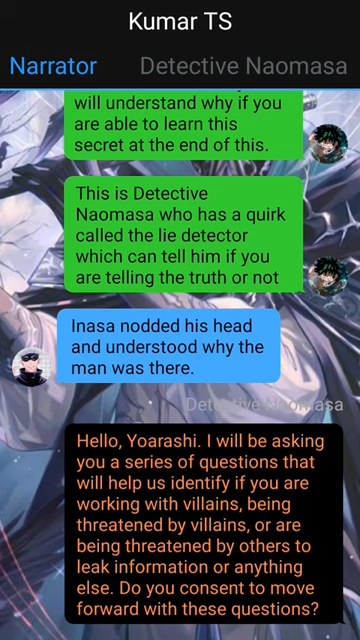 Kumar TS
Narrator
Detective Naomasa
will understand why if you
are able to learn this
secret at the end of this.
This is Detective
Naomasa who has a quirk
called the lie detector
which can tell him if you
are telling the truth or not
Inasa nodded his head
and understood why the
man was there.
Detective Naomasa
Hello, Yoarashi. I will be asking
you a series of questions that
will help us identify if you are
working with villains, being
threatened by villains, or are
being threatened by others to
leak information or anything
else. Do you consent to move
forward with these questions?